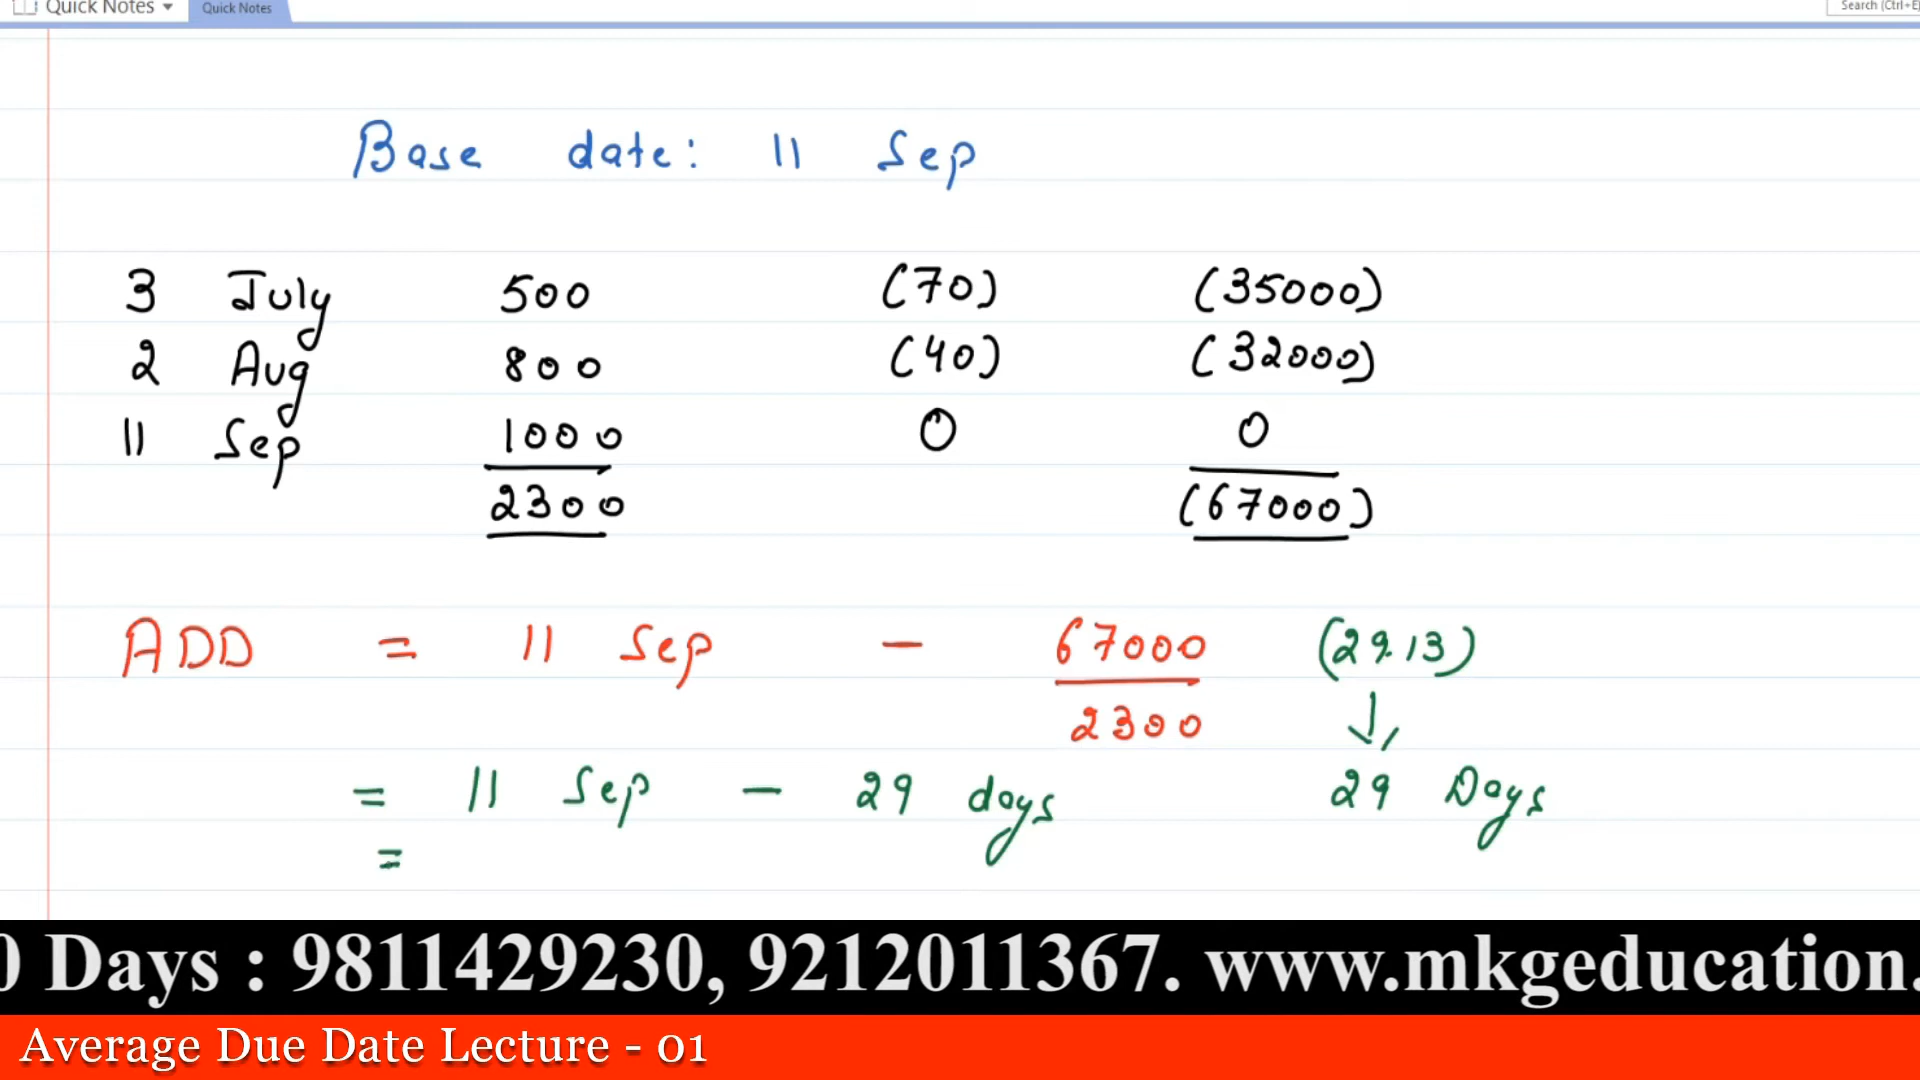 Quick Notes Quick Notes Search (Ctrl+E)
Base date: 11 Sep
3 July 500 (70) (35000)
2 Aug 800 (40) (32000)
11 Sep 1000 0 0
2300 (67000)
ADD = 11 Sep - 67000 (29.13)
2300
= 11 Sep - 29 days 29 Days
=
0 Days : 9811429230, 9212011367. www.mkgeducation.
Average Due Date Lecture - 01